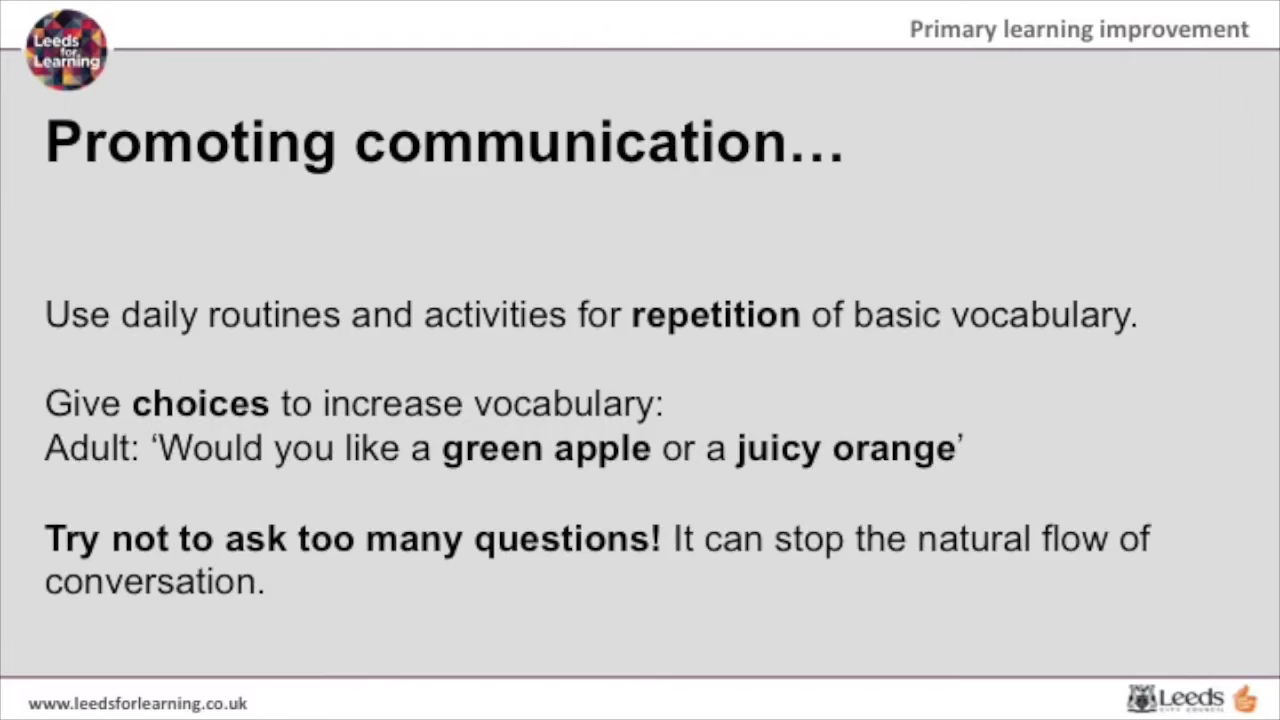 Primary learning improvement
Leeds
for
Learning
Promoting communication…
Use daily routines and activities for repetition of basic vocabulary.
Give choices to increase vocabulary:
Adult: ‘Would you like a green apple or a juicy orange’
Try not to ask too many questions! It can stop the natural flow of
conversation.
www.leedsforlearning.co.uk
Leeds
CITY COUNCIL